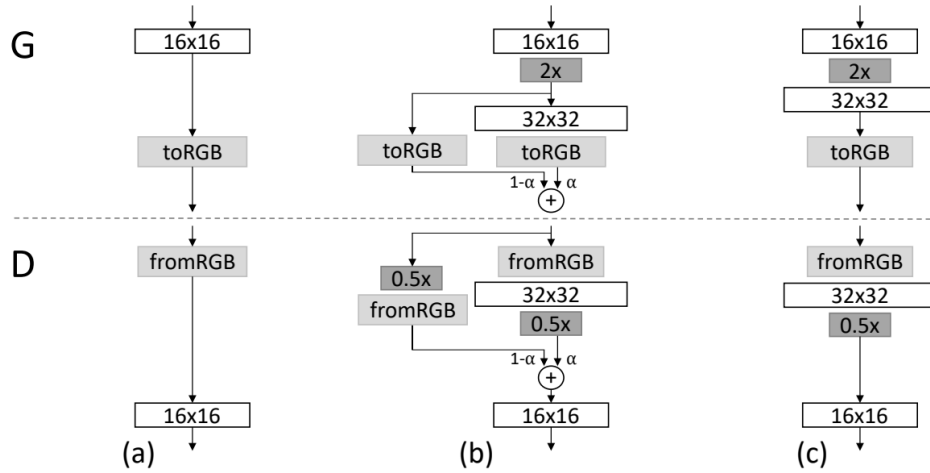 G
16x16
toRGB
16x16
2x
32x32
toRGB
toRGB
1-α
α
+
16x16
2x
32x32
toRGB
D
fromRGB
16x16
(a)
fromRGB
0.5x
32x32
fromRGB
0.5x
1-α
α
+
16x16
(b)
fromRGB
32x32
0.5x
(c)